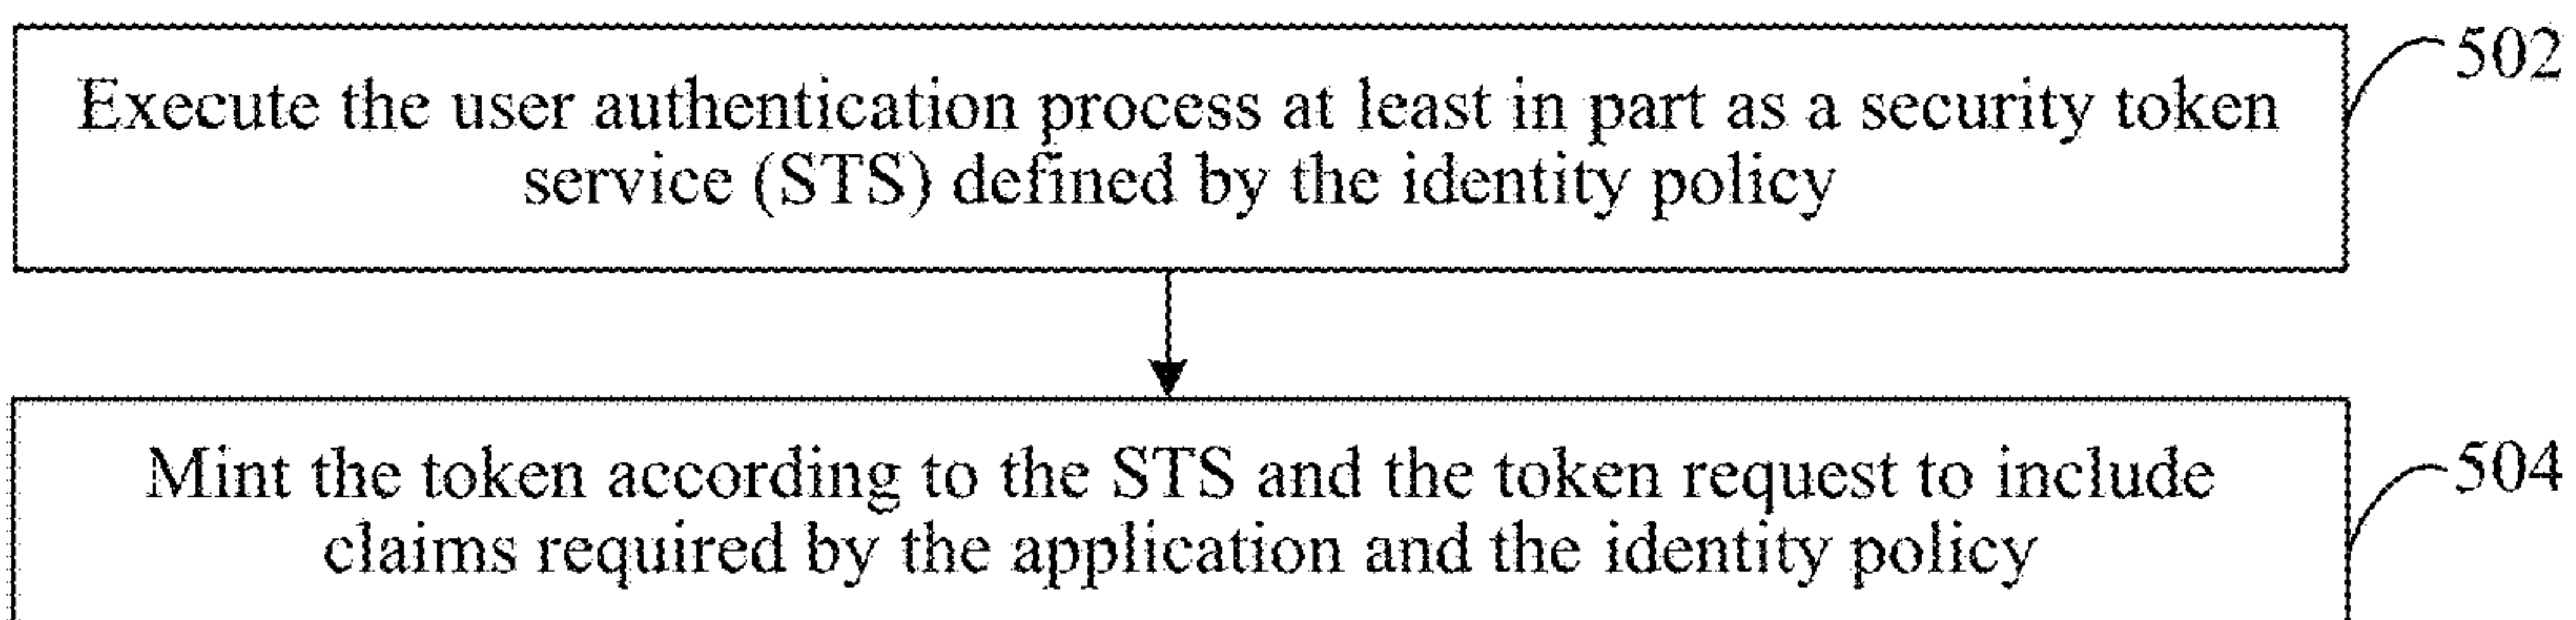 502
Execute the user authentication process at least in part as a security token
service (STS) defined by the identity policy
504
Mint the token according to the STS and the token request to include
claims required by the application and the identity policy